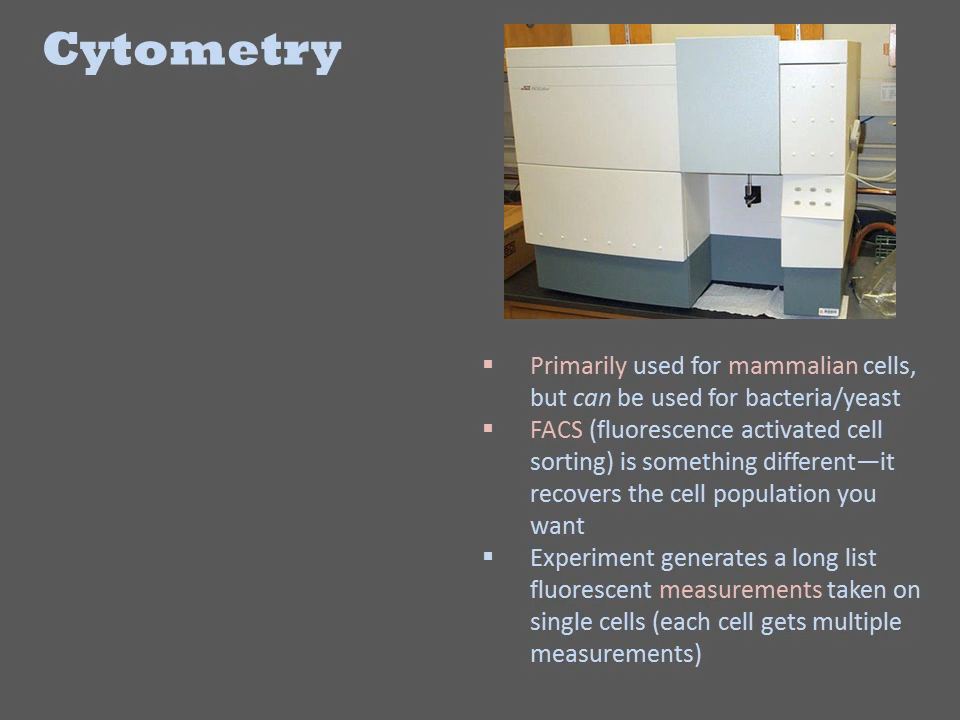 Cytometry
Primarily used for mammalian cells,
but can be used for bacteria/yeast
FACS (fluorescence activated cell
sorting) is something different—it
recovers the cell population you
want
Experiment generates a long list
fluorescent measurements taken on
single cells (each cell gets multiple
measurements)